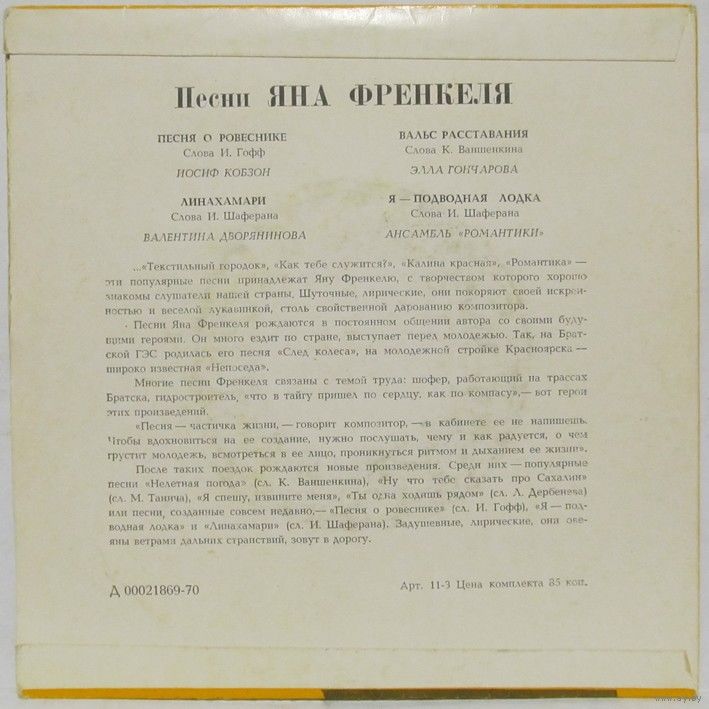 Песни ЯНА ФРЕНКЕЛЯ
ПЕСНЯ О РОВЕСНИКЕ
Слова И. Гофф
ИОСИФ КОБЗОН
ВАЛЬС РАССТАВАНИЯ
Слова К. Ваншенкина
ЭЛЛА ГОНЧАРОВА
ЛИНАХАМАРИ
Слова И. Шаферана
ВАЛЕНТИНА ДВОРЯНИНОВА
Я — ПОДВОДНАЯ ЛОДКА
Слова И. Шаферана
АНСАМБЛЬ «РОМАНТИКИ»
...«Текстильный городок», «Как тебе служится?», «Калина красная», «Романтика» —
эти популярные песни принадлежат Яну Френкелю, с творчеством которого хорошо
знакомы слушатели нашей страны. Шуточные, лирические, они покоряют своей искрен-
ностью и веселой лукавинкой, столь свойственной дарованию композитора.
Песни Яна Френкеля рождаются в постоянном общении автора со своими буду-
щими героями. Он много ездит по стране, выступает перед молодежью. Так, на Брат-
ской ГЭС родилась его песня «След колеса», на молодежной стройке Красноярска —
широко известная «Непоседа».
Многие песни Френкеля связаны с темой труда: шофер, работающий на трассах
Братска, гидростроитель, «что в тайгу пришел по сердцу, как по компасу»,— вот герои
этих произведений.
«Песня — частичка жизни,— говорит композитор,— в кабинете ее не напишешь.
Чтобы вдохновиться на ее создание, нужно послушать, чему и как радуется, о чем
грустит молодежь, всмотреться в ее лицо, проникнуться ритмом и дыханием ее жизни».
После таких поездок рождаются новые произведения. Среди них — популярные
песни «Нелетная погода» (сл. К. Ваншенкина), «Ну что тебе сказать про Сахалин»
(сл. М. Танича), «Я спешу, извините меня», «Ты одна ходишь рядом» (сл. Л. Дербенева)
или песни, созданные совсем недавно,— «Песня о ровеснике» (сл. И. Гофф), «Я — под-
водная лодка» и «Линахамари» (сл. И. Шаферана). Задушевные, лирические, они ове-
яны ветрами дальних странствий, зовут в дорогу.
Д 00021869-70
Арт. 11-3 Цена комплекта 85 коп.
www.ay.by